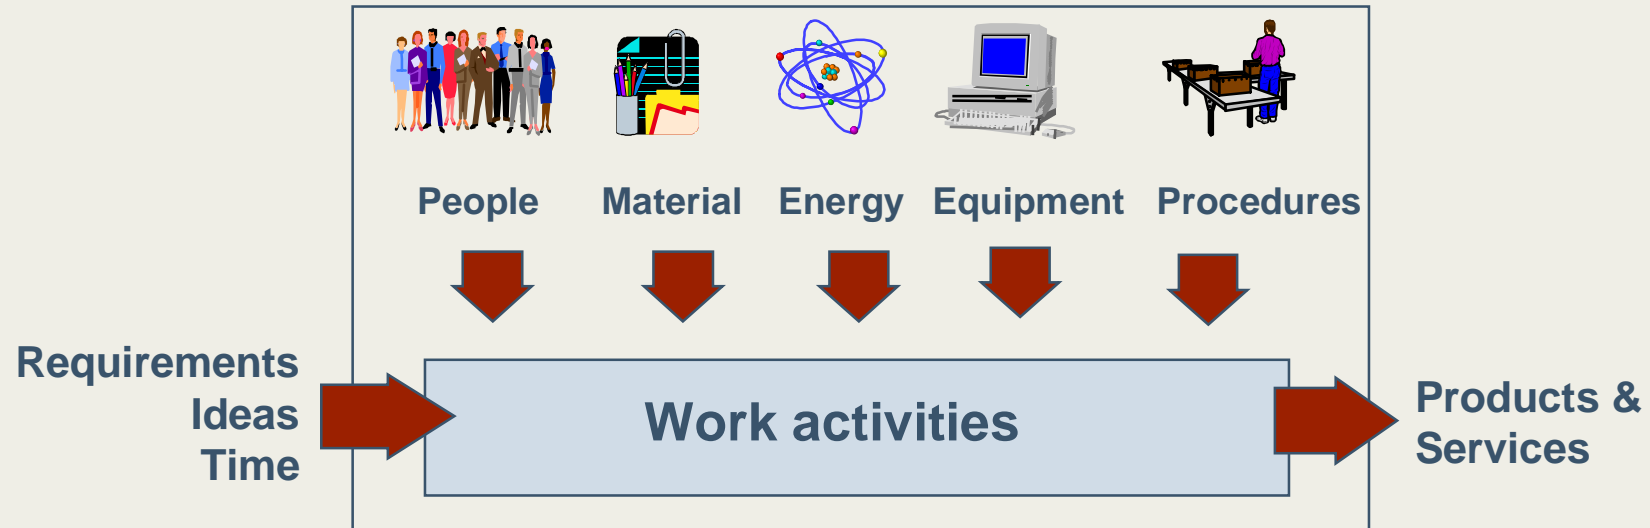 People Material Energy Equipment Procedures
Requirements
Ideas
Time
Work activities
Products &
Services